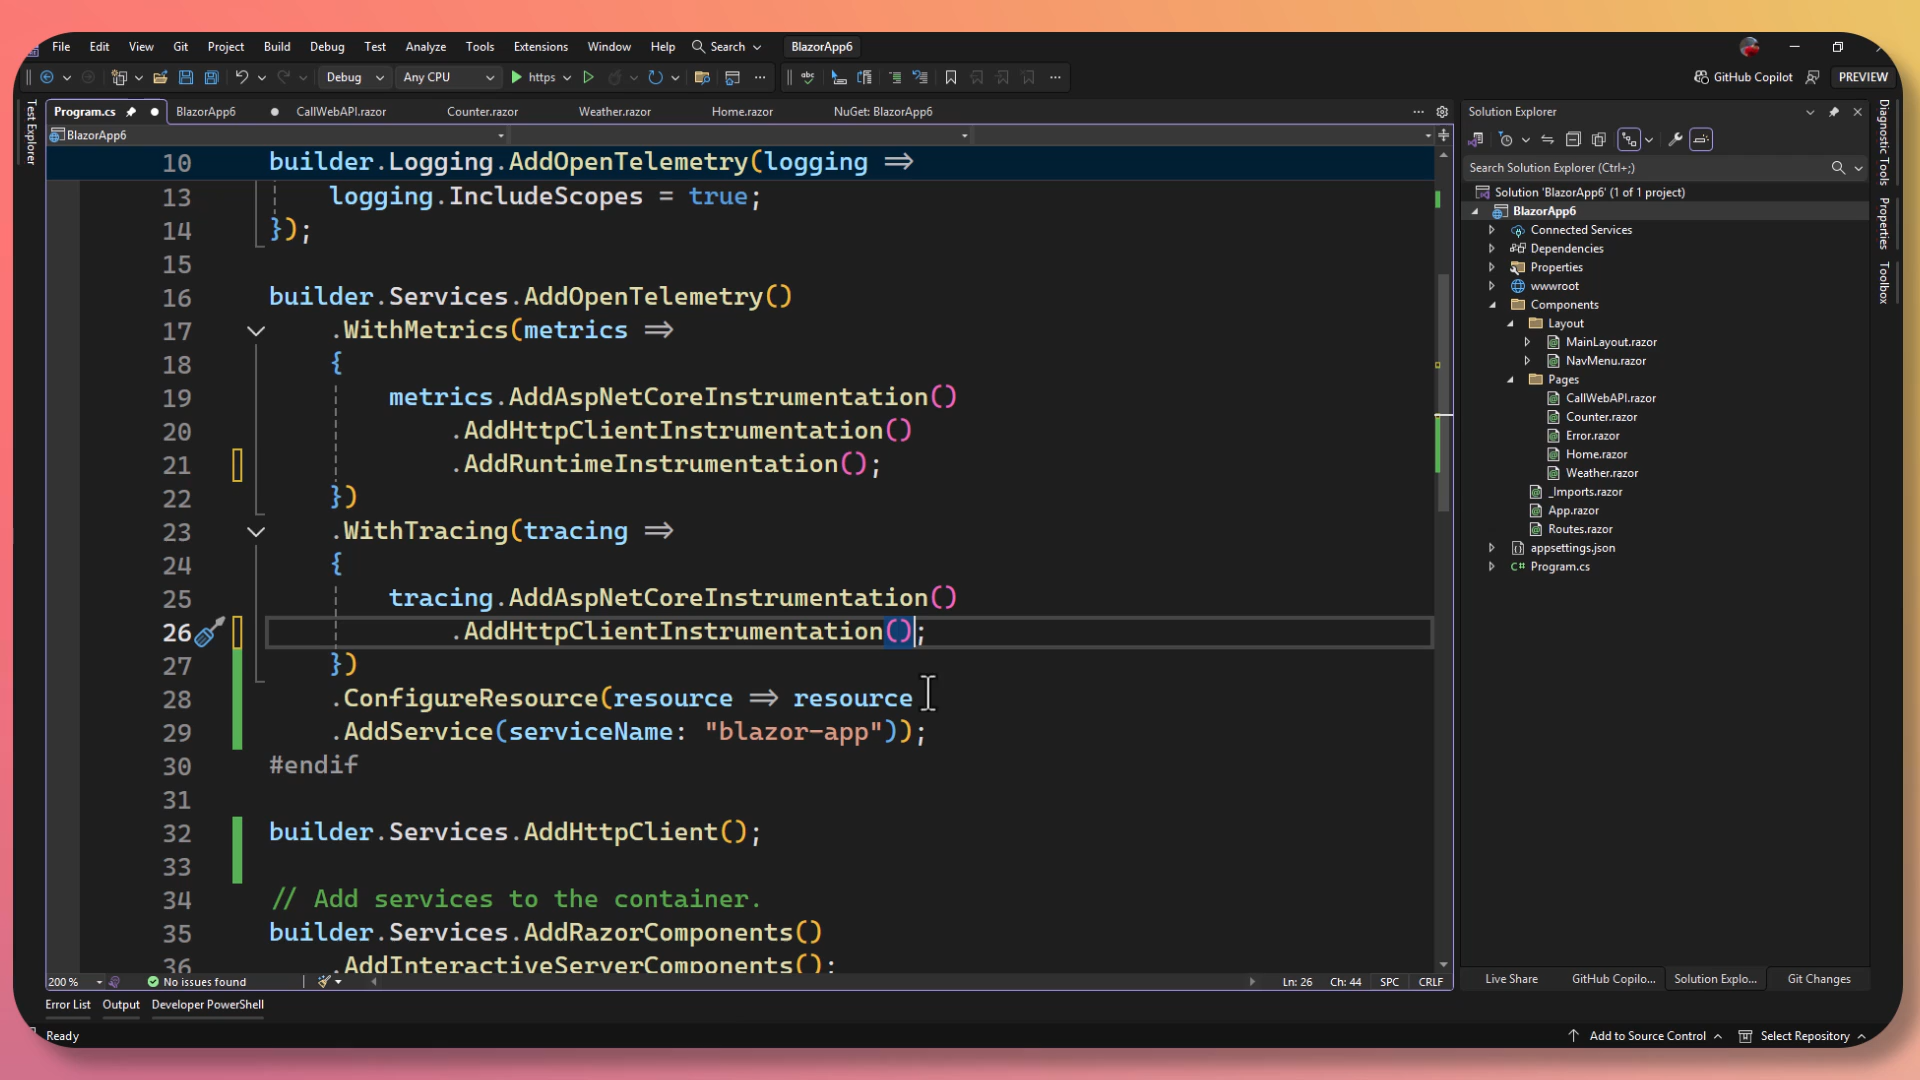 File Edit View Git Project Build Debug Test Analyze Tools Extensions Window Help Search BlazorApp6
Debug Any CPU https GitHub Copilot PREVIEW
Test Explorer
Program.cs BlazorApp6 CallWebAPI.razor Counter.razor Weather.razor Home.razor NuGet: BlazorApp6
BlazorApp6
10 builder.Logging.AddOpenTelemetry(logging =>
13 logging.IncludeScopes = true;
14 });
15
16 builder.Services.AddOpenTelemetry()
17 .WithMetrics(metrics =>
18 {
19 metrics.AddAspNetCoreInstrumentation()
20 .AddHttpClientInstrumentation()
21 .AddRuntimeInstrumentation();
22 })
23 .WithTracing(tracing =>
24 {
25 tracing.AddAspNetCoreInstrumentation()
26 .AddHttpClientInstrumentation();
27 })
28 .ConfigureResource(resource => resource
29 .AddService(serviceName: "blazor-app"));
30 #endif
31
32 builder.Services.AddHttpClient();
33
34 // Add services to the container.
35 builder.Services.AddRazorComponents()
36 .AddInteractiveServerComponents();
200 % No issues found Ln: 26 Ch: 44 SPC CRLF
Error List Output Developer PowerShell
Ready
Solution Explorer
Search Solution Explorer (Ctrl+;)
Solution 'BlazorApp6' (1 of 1 project)
BlazorApp6
Connected Services
Dependencies
Properties
wwwroot
Components
Layout
MainLayout.razor
NavMenu.razor
Pages
CallWebAPI.razor
Counter.razor
Error.razor
Home.razor
Weather.razor
_Imports.razor
App.razor
Routes.razor
appsettings.json
C# Program.cs
Live Share GitHub Copilo... Solution Explo... Git Changes
Add to Source Control Select Repository
Diagnostic Tools
Properties
Toolbox